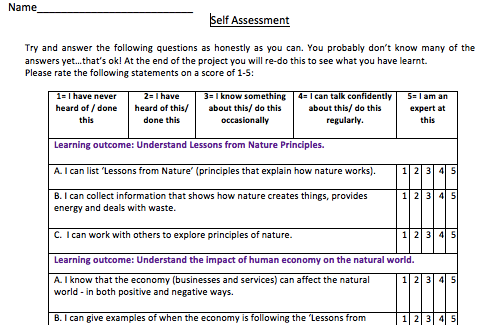 Name
Self Assessment
Try and answer the following questions as honestly as you can. You probably don't know many of the
answers yet...that's ok! At the end of the project you will re-do this to see what you have learnt.
Please rate the following statements on a score of 1-5:
1= I have never heard of / done this
2= I have heard of this/ done this
3= I know something about this/ do this occasionally
4= I can talk confidently about this/ do this regularly.
5= I am an expert at this
Learning outcome: Understand Lessons from Nature Principles.
A. I can list 'Lessons from Nature' (principles that explain how nature works). 1 2 3 4 5
B. I can collect information that shows how nature creates things, provides 1 2 3 4 5
energy and deals with waste.
C. I can work with others to explore principles of nature. 1 2 3 4 5
Learning outcome: Understand the impact of human economy on the natural world.
A. I know that the economy (businesses and services) can affect the natural 1 2 3 4 5
world - in both positive and negative ways.
B. I can give examples of when the economy is following the 'Lessons from 1 2 3 4 5